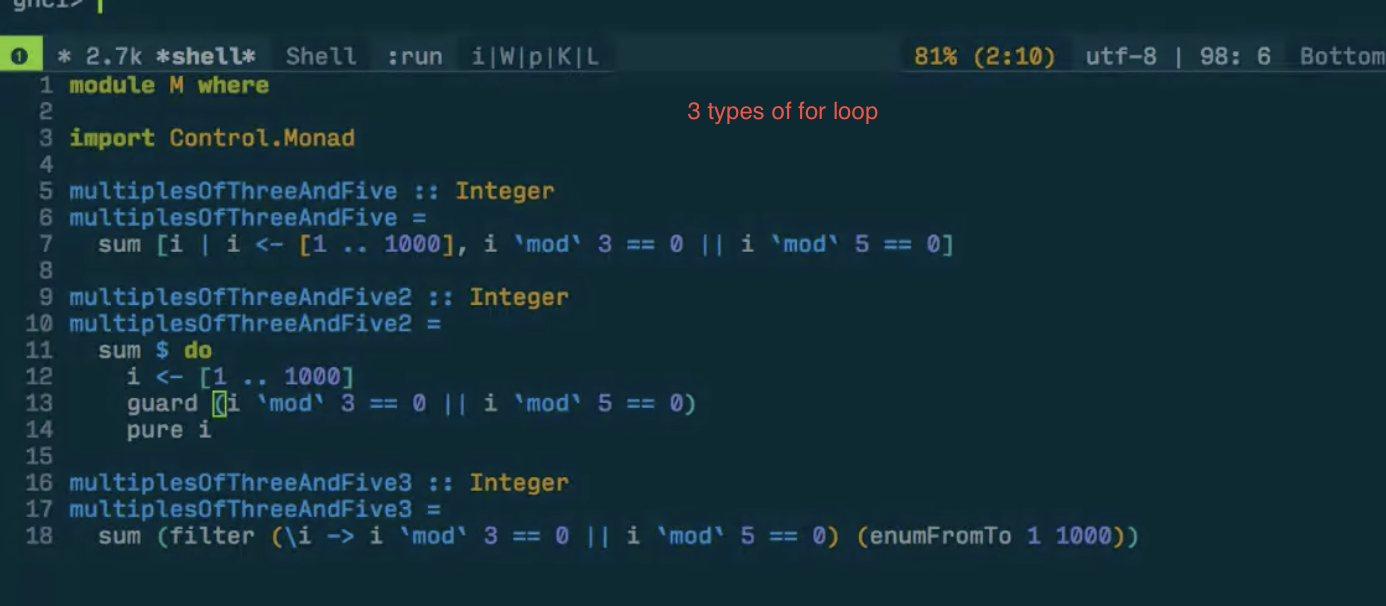 ghci>
1 * 2.7k *shell* Shell :run i|W|p|K|L 81% (2:10) utf-8 | 98: 6 Bottom
1 module M where
3 types of for loop
2
3 import Control.Monad
4
5 multiplesOfThreeAndFive :: Integer
6 multiplesOfThreeAndFive =
7   sum [i | i <- [1 .. 1000], i `mod` 3 == 0 || i `mod` 5 == 0]
8
9 multiplesOfThreeAndFive2 :: Integer
10 multiplesOfThreeAndFive2 =
11   sum $ do
12     i <- [1 .. 1000]
13     guard (i `mod` 3 == 0 || i `mod` 5 == 0)
14     pure i
15
16 multiplesOfThreeAndFive3 :: Integer
17 multiplesOfThreeAndFive3 =
18   sum (filter (\i -> i `mod` 3 == 0 || i `mod` 5 == 0) (enumFromTo 1 1000))